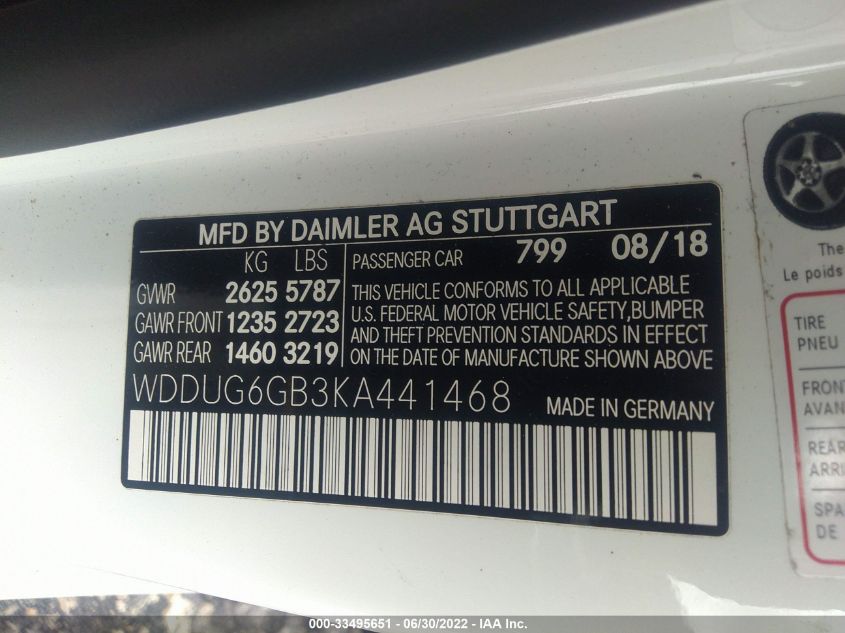 MFD BY DAIMLER AG STUTTGART
KG LBS
GVWR 2625 5787
GAWR FRONT 1235 2723
GAWR REAR 1460 3219
PASSENGER CAR 799 08/18
THIS VEHICLE CONFORMS TO ALL APPLICABLE
U.S. FEDERAL MOTOR VEHICLE SAFETY,BUMPER
AND THEFT PREVENTION STANDARDS IN EFFECT
ON THE DATE OF MANUFACTURE SHOWN ABOVE
WDDUG6GB3KA441468 MADE IN GERMANY
The
Le poids
TIRE
PNEU
FRONT
AVAN
REAR
ARRI
SPA
DE
000-33495651 - 06/30/2022 - IAA Inc.